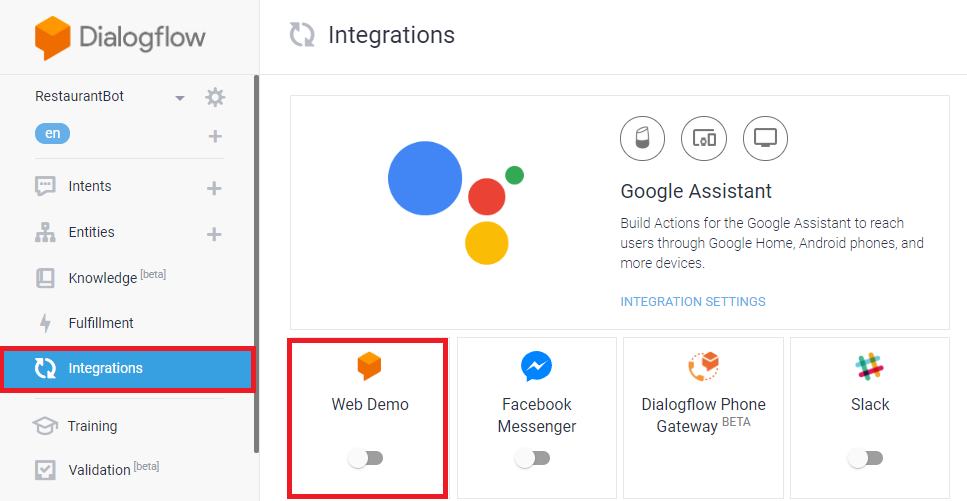 Dialogflow
Integrations
RestaurantBot
en
Intents
Entities
Knowledge [beta]
Fulfillment
Integrations
Training
Validation [beta]
Google Assistant
Build Actions for the Google Assistant to reach
users through Google Home, Android phones, and
more devices.
INTEGRATION SETTINGS
Web Demo
Facebook
Messenger
Dialogflow Phone
Gateway BETA
Slack